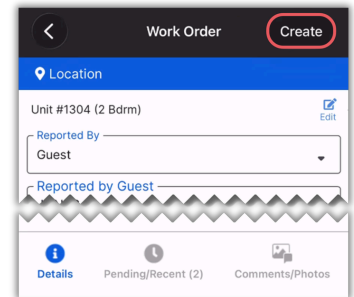 Work Order
Create
Location
Unit #1304 (2 Bdrm)
Edit
Reported By
Guest
Reported by Guest
Details
Pending/Recent (2)
Comments/Photos